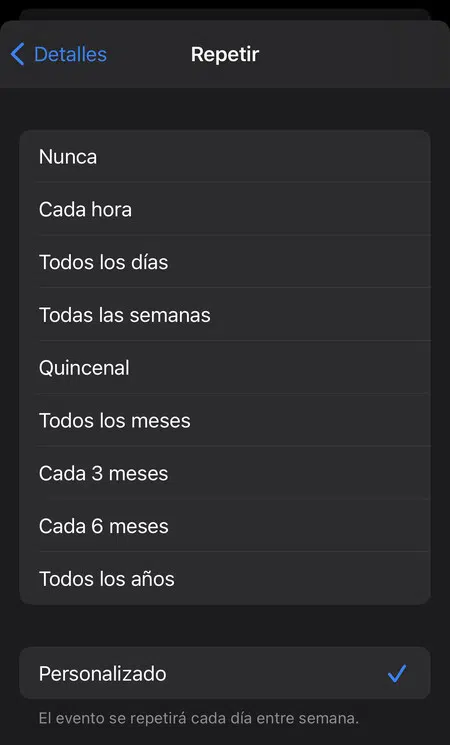 Detalles
Repetir
Nunca
Cada hora
Todos los días
Todas las semanas
Quincenal
Todos los meses
Cada 3 meses
Cada 6 meses
Todos los años
Personalizado
El evento se repetirá cada día entre semana.